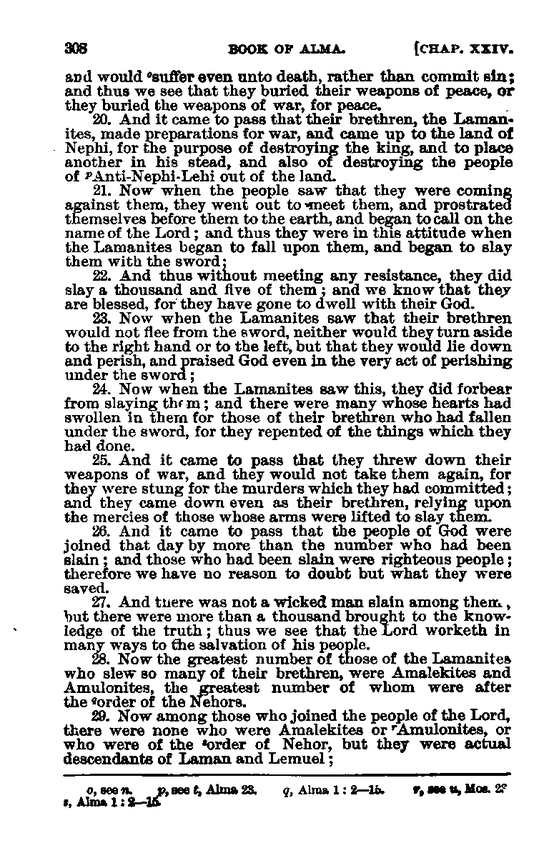 308 BOOK OF ALMA. [CHAP. XXIV.
and would ᵒsuffer even unto death, rather than commit sin;
and thus we see that they buried their weapons of peace, or
they buried the weapons of war, for peace.
20. And it came to pass that their brethren, the Laman-
ites, made preparations for war, and came up to the land of
Nephi, for the purpose of destroying the king, and to place
another in his stead, and also of destroying the people
of ᵖAnti-Nephi-Lehi out of the land.
21. Now when the people saw that they were coming
against them, they went out to meet them, and prostrated
themselves before them to the earth, and began to call on the
name of the Lord; and thus they were in this attitude when
the Lamanites began to fall upon them, and began to slay
them with the sword;
22. And thus without meeting any resistance, they did
slay a thousand and five of them; and we know that they
are blessed, for they have gone to dwell with their God.
23. Now when the Lamanites saw that their brethren
would not flee from the sword, neither would they turn aside
to the right hand or to the left, but that they would lie down
and perish, and praised God even in the very act of perishing
under the sword;
24. Now when the Lamanites saw this, they did forbear
from slaying them; and there were many whose hearts had
swollen in them for those of their brethren who had fallen
under the sword, for they repented of the things which they
had done.
25. And it came to pass that they threw down their
weapons of war, and they would not take them again, for
they were stung for the murders which they had committed;
and they came down even as their brethren, relying upon
the mercies of those whose arms were lifted to slay them.
26. And it came to pass that the people of God were
joined that day by more than the number who had been
slain; and those who had been slain were righteous people;
therefore we have no reason to doubt but what they were
saved.
27. And there was not a wicked man slain among them,
but there were more than a thousand brought to the know-
ledge of the truth; thus we see that the Lord worketh in
many ways to the salvation of his people.
28. Now the greatest number of those of the Lamanites
who slew so many of their brethren, were Amalekites and
Amulonites, the greatest number of whom were after
the ᑫorder of the Nehors.
29. Now among those who joined the people of the Lord,
there were none who were Amalekites or ʳAmulonites, or
who were of the ˢorder of Nehor, but they were actual
descendants of Laman and Lemuel;
o, see n. p, see t, Alma 23. q, Alma 1: 2—15. r, see u, Mos. 23
s, Alma 1: 2—15